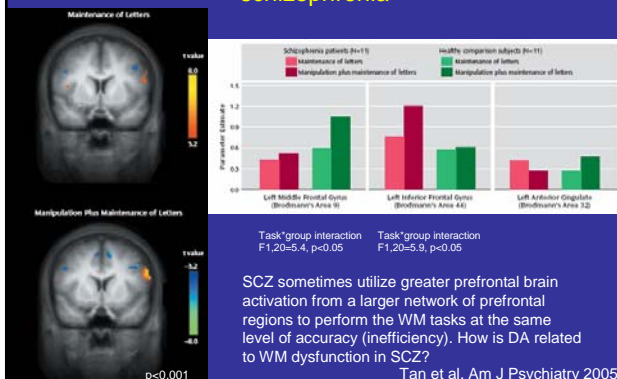 schizophrenia
Maintenance of Letters
t value
8.0
3.2
Manipulation Plus Maintenance of Letters
t value
-3.2
-8.0
p<0.001
Schizophrenia patients (N=11)
Maintenance of letters
Manipulation plus maintenance of letters
Healthy comparison subjects (N=11)
Maintenance of letters
Manipulation plus maintenance of letters
Parameter Estimate
1.5
1.2
0.9
0.6
0.3
0.0
Left Middle Frontal Gyrus
(Brodmann's Area 9)
Left Inferior Frontal Gyrus
(Brodmann's Area 44)
Left Anterior Cingulate
(Brodmann's Area 32)
Task*group interaction
F1,20=5.4, p<0.05
Task*group interaction
F1,20=5.9, p<0.05
SCZ sometimes utilize greater prefrontal brain
activation from a larger network of prefrontal
regions to perform the WM tasks at the same
level of accuracy (inefficiency). How is DA related
to WM dysfunction in SCZ?
Tan et al, Am J Psychiatry 2005